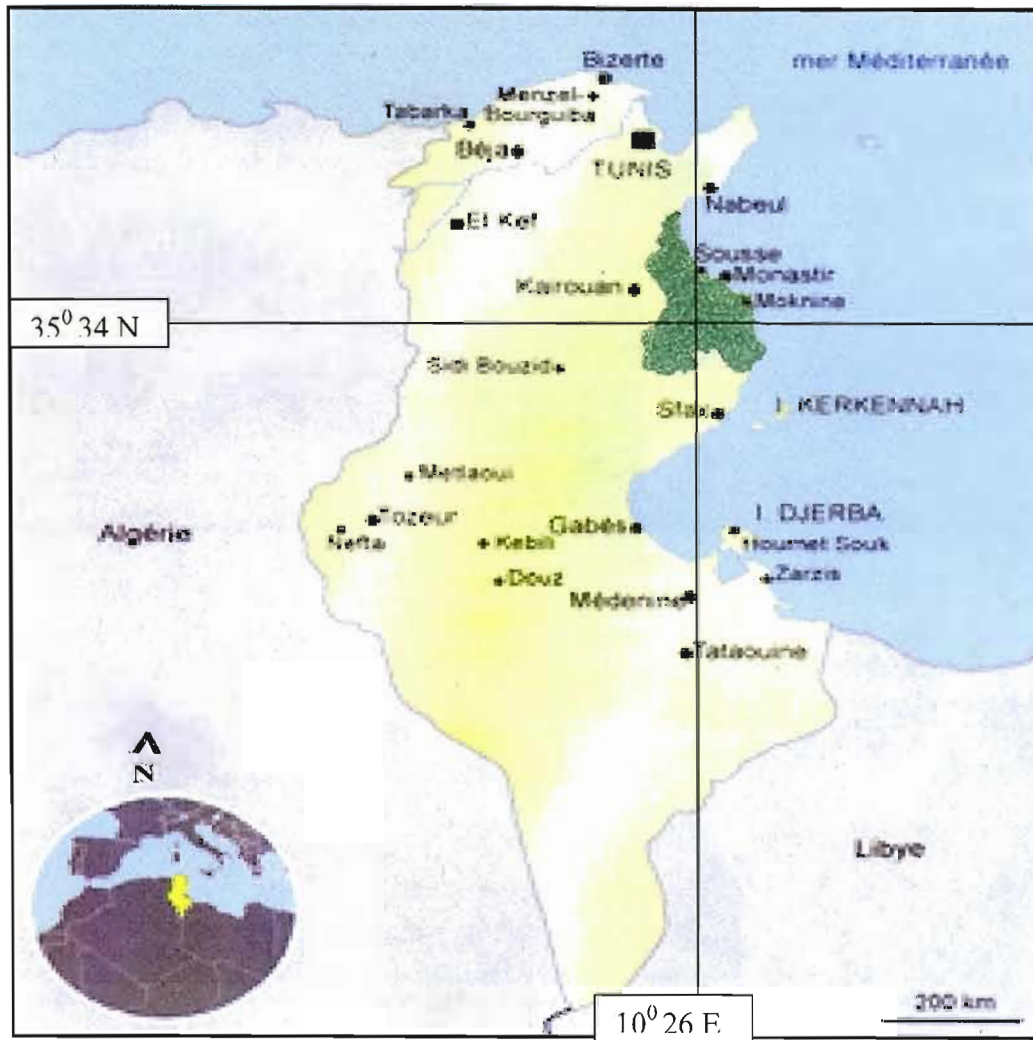 Bizerte
mer Méditerranée
Menzel-
Bourguiba
Tabarka
Béja
TUNIS
Nabeul
El Kef
Sousse
Monastir
Kairouan
Moknine
35⁰ 34 N
Sidi Bouzid
Sfax
I. KERKENNAH
Metlaoui
Tozeur
Algérie
Nefta
Kebili
Gabès
I. DJERBA
Houmet Souk
Douz
Zarzis
Médenine
Tataouine
N
Libye
200 km
10⁰ 26 E